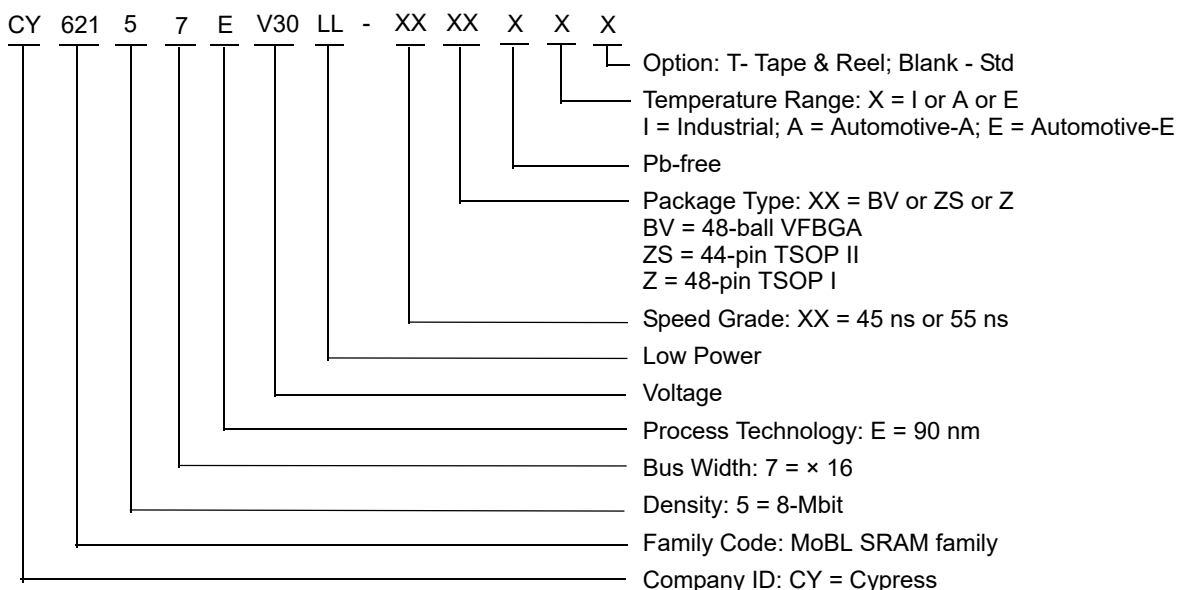 CY 621 5 7 E V30 LL - XX XX X X X
Option: T- Tape & Reel; Blank - Std
Temperature Range: X = I or A or E
I = Industrial; A = Automotive-A; E = Automotive-E
Pb-free
Package Type: XX = BV or ZS or Z
BV = 48-ball VFBGA
ZS = 44-pin TSOP II
Z = 48-pin TSOP I
Speed Grade: XX = 45 ns or 55 ns
Low Power
Voltage
Process Technology: E = 90 nm
Bus Width: 7 = × 16
Density: 5 = 8-Mbit
Family Code: MoBL SRAM family
Company ID: CY = Cypress